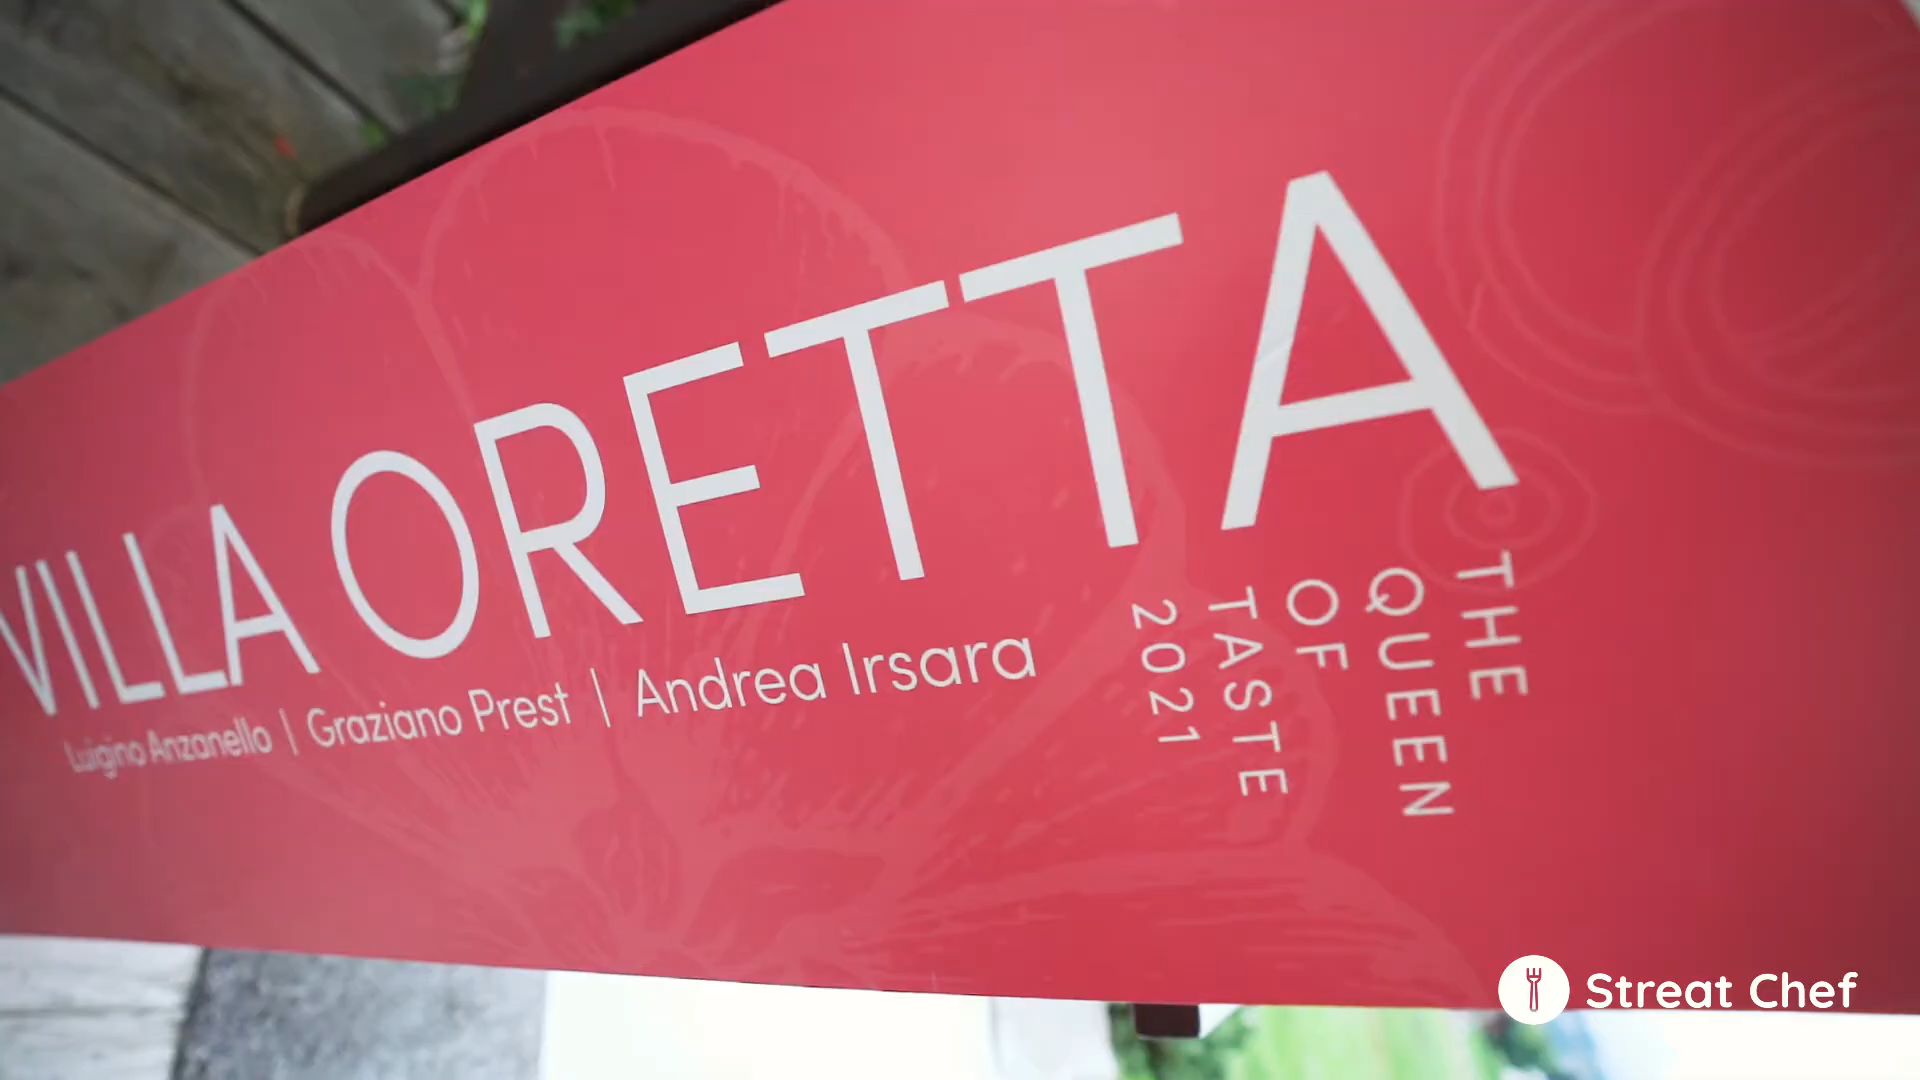 VILLA ORETTA
Luigino Anzanello | Graziano Prest | Andrea Irsara
THE
QUEEN
OF
TASTE
2021
Streat Chef